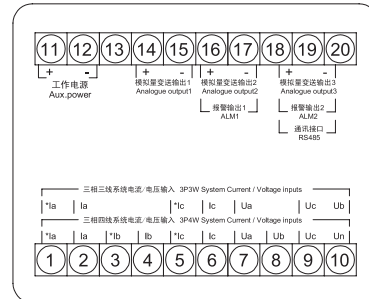 11 12 13 14 15 16 17 18 19 20
+ - + - + - + -
工作电源 模拟量变送输出1 模拟量变送输出2 模拟量变送输出3
Aux.power Analogue output1 Analogue output2 Analogue output3
报警输出1 报警输出2
ALM1 ALM2
通讯接口
RS485
三相三线系统电流/电压输入 3P3W System Current / Voltage inputs
*Ia Ia *Ic Ic Ua Uc Ub
三相四线系统电流/电压输入 3P4W System Current / Voltage inputs
*Ia Ia *Ib Ib *Ic Ic Ua Ub Uc Un
1 2 3 4 5 6 7 8 9 10